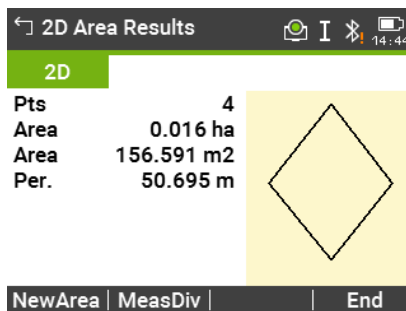 2D Area Results
I
14:44
2D
Pts 4
Area 0.016 ha
Area 156.591 m2
Per. 50.695 m
NewArea | MeasDiv | | End